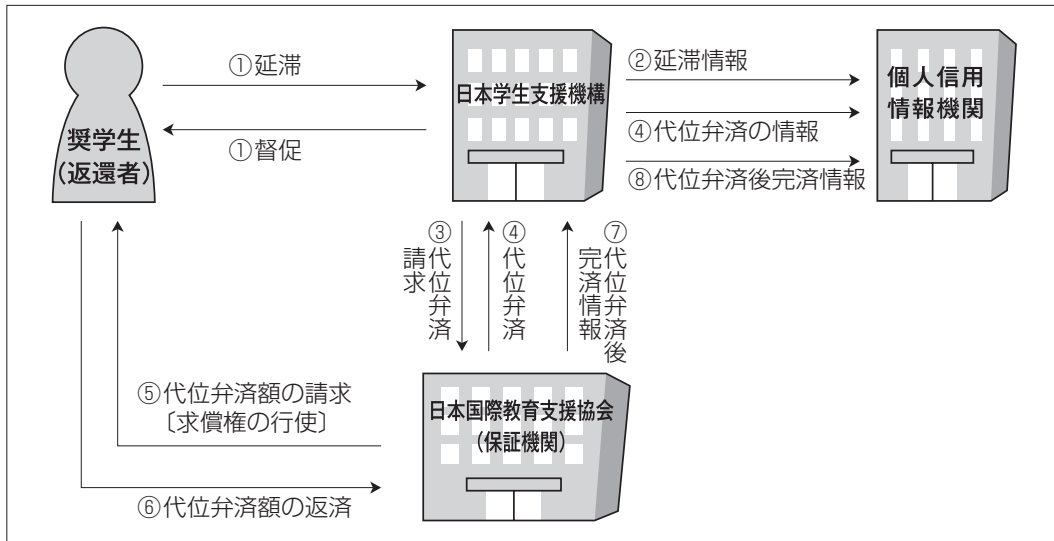 ①延滞
①督促
奨学生
（返還者）
日本学生支援機構
②延滞情報
④代位弁済の情報
⑧代位弁済後完済情報
個人信用
情報機関
③代位弁済
請求
④代位弁済
⑦代位弁済後
完済情報
⑤代位弁済額の請求
〔求償権の行使〕
⑥代位弁済額の返済
日本国際教育支援協会
（保証機関）